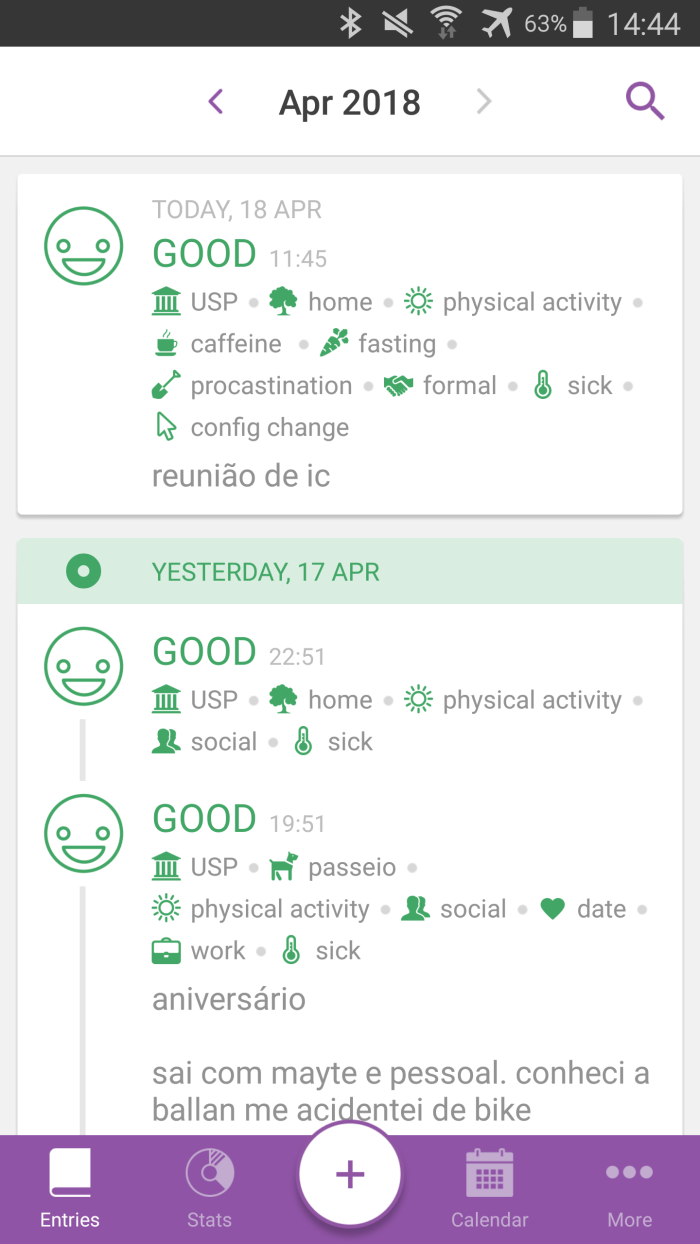 63% 14:44
Apr 2018
TODAY, 18 APR
GOOD 11:45
USP • home • physical activity •
caffeine • fasting •
procastination • formal • sick •
config change
reunião de ic
YESTERDAY, 17 APR
GOOD 22:51
USP • home • physical activity •
social • sick
GOOD 19:51
USP • passeio •
physical activity • social • date •
work • sick
aniversário
sai com mayte e pessoal. conheci a
ballan me acidentei de bike
Entries Stats + Calendar More